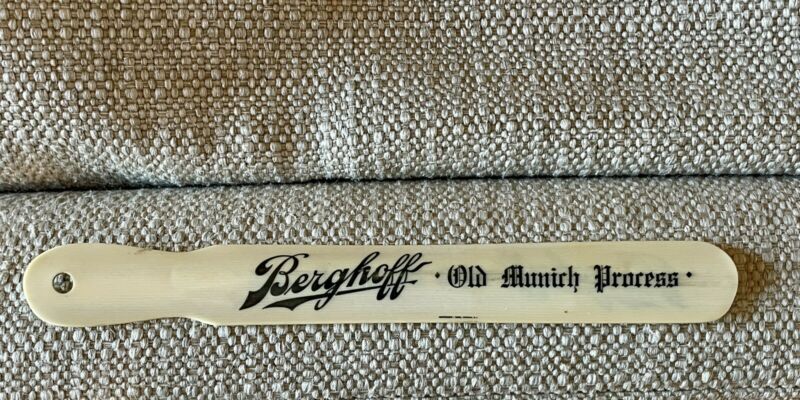 Berghoff · Old Munich Process ·